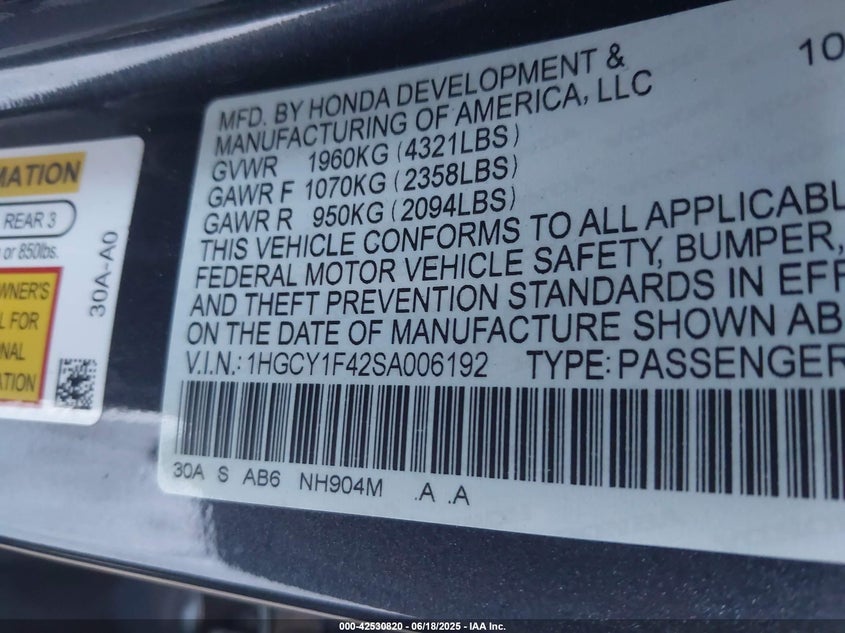 MATION
REAR 3
or 850lbs.
WNER'S
L FOR
ONAL
TION
30A-A0
10
MFD. BY HONDA DEVELOPMENT &
MANUFACTURING OF AMERICA, LLC
GVWR 1960KG (4321LBS)
GAWR F 1070KG (2358LBS)
GAWR R 950KG (2094LBS)
THIS VEHICLE CONFORMS TO ALL APPLICABL
FEDERAL MOTOR VEHICLE SAFETY, BUMPER,
AND THEFT PREVENTION STANDARDS IN EFF
ON THE DATE OF MANUFACTURE SHOWN AB
V.I.N.: 1HGCY1F42SA006192 TYPE: PASSENGER
30A S AB6 NH904M .A .A
000-42530820 | 06/18/2025 - IAA Inc.